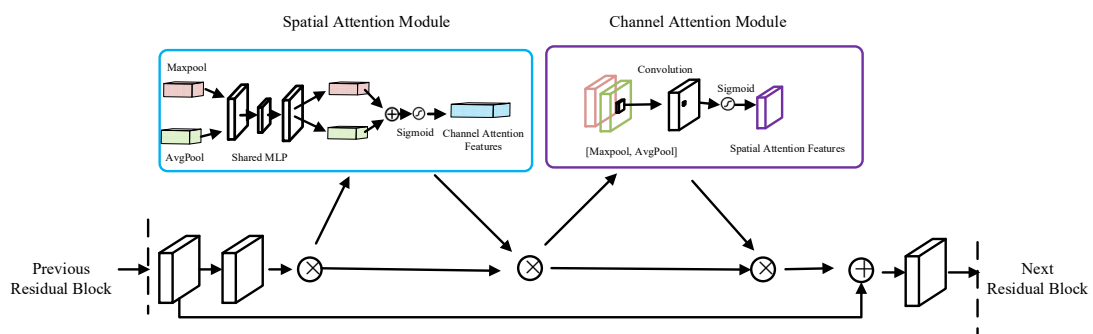 Spatial Attention Module
Channel Attention Module
Maxpool
AvgPool
Shared MLP
Sigmoid
Channel Attention
Features
Convolution
Sigmoid
[Maxpool, AvgPool]
Spatial Attention Features
Previous
Residual Block
Next
Residual Block